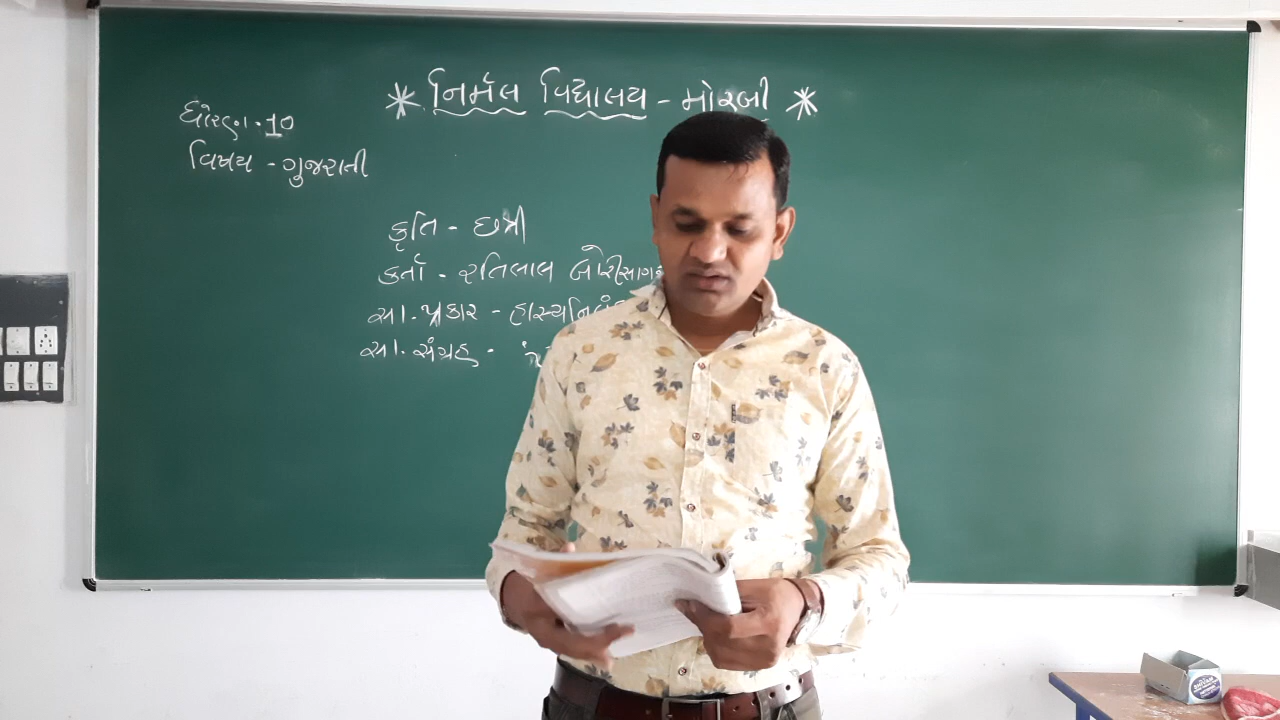 * નિર્મલ વિદ્યાલય - મોરબી *
ધોરણ. 10
વિષય - ગુજરાતી
કૃતિ - છત્રી
કર્તા - રતિલાલ બોરીસાગર
સા. પ્રકાર - હાસ્યનિબંધ
સા. સંગ્રહ -